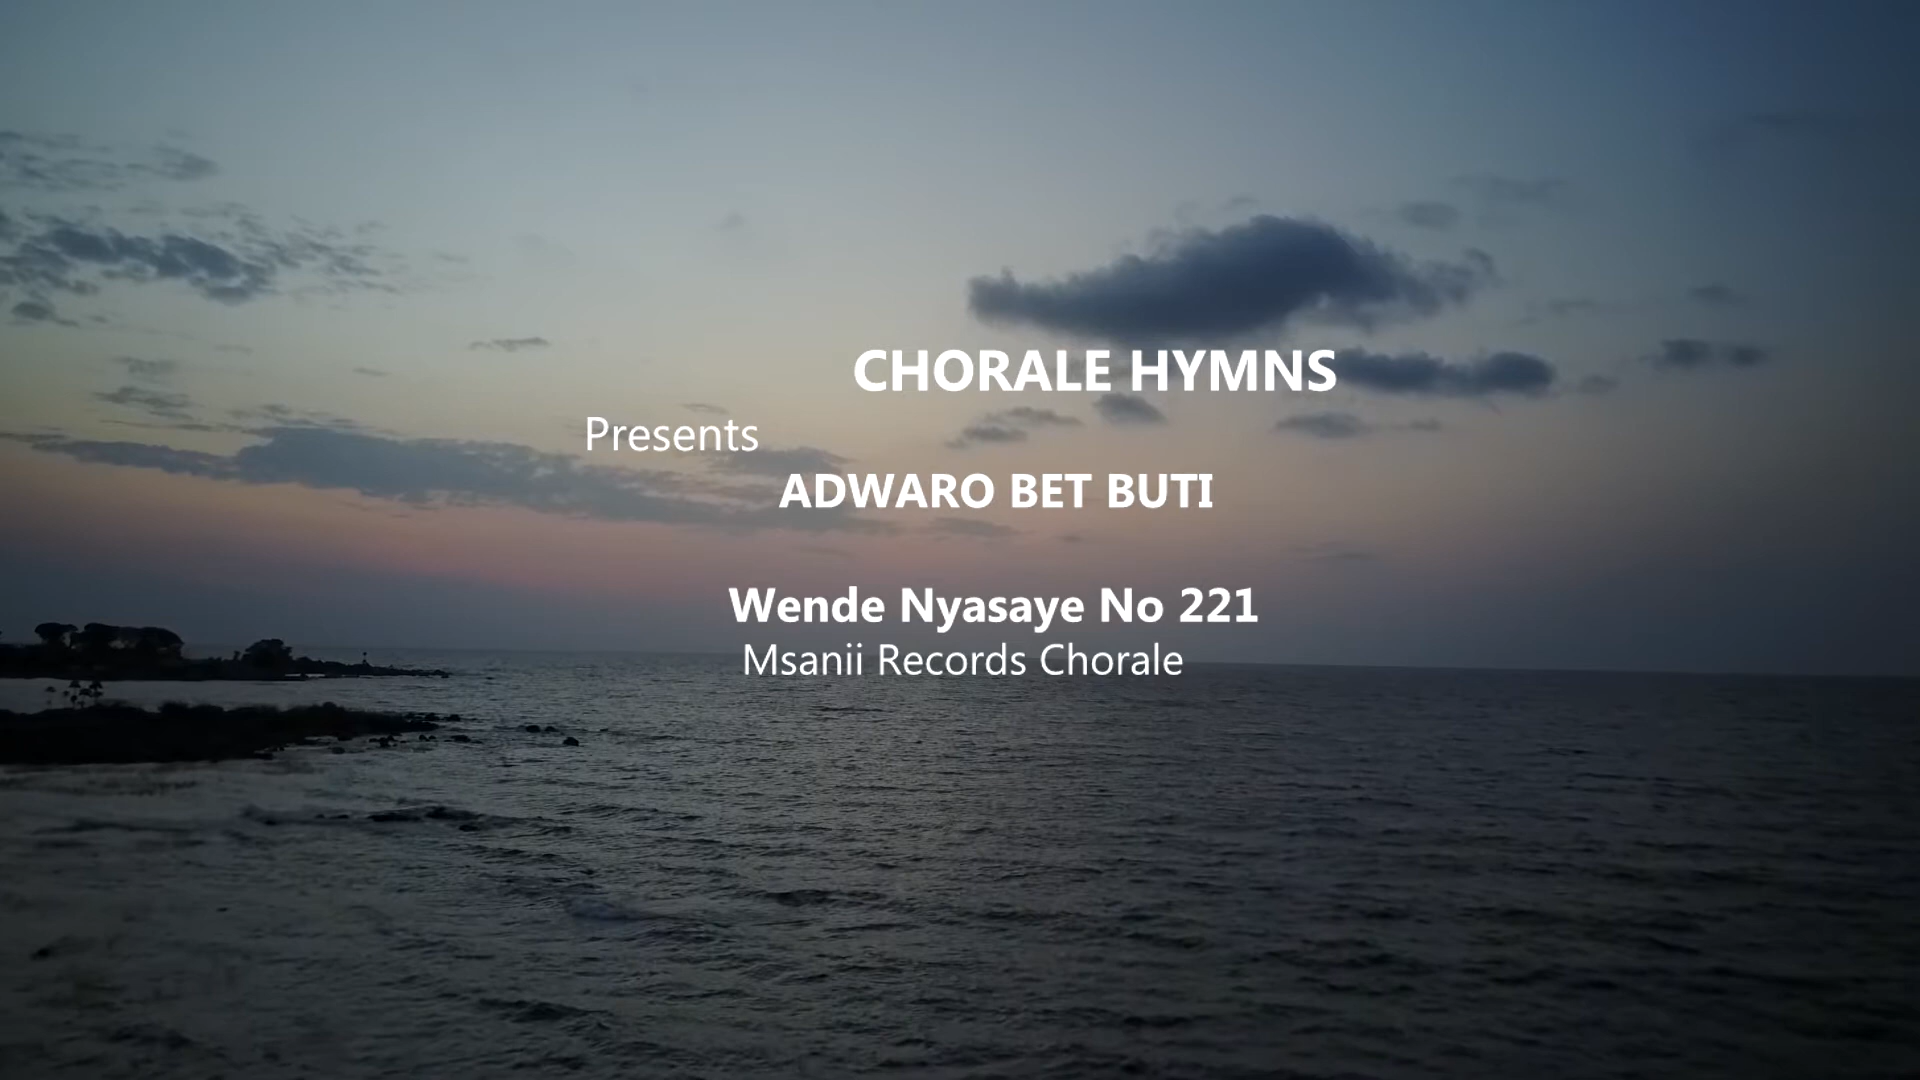 CHORALE HYMNS
Presents
ADWARO BET BUTI
Wende Nyasaye No 221
Msanii Records Chorale